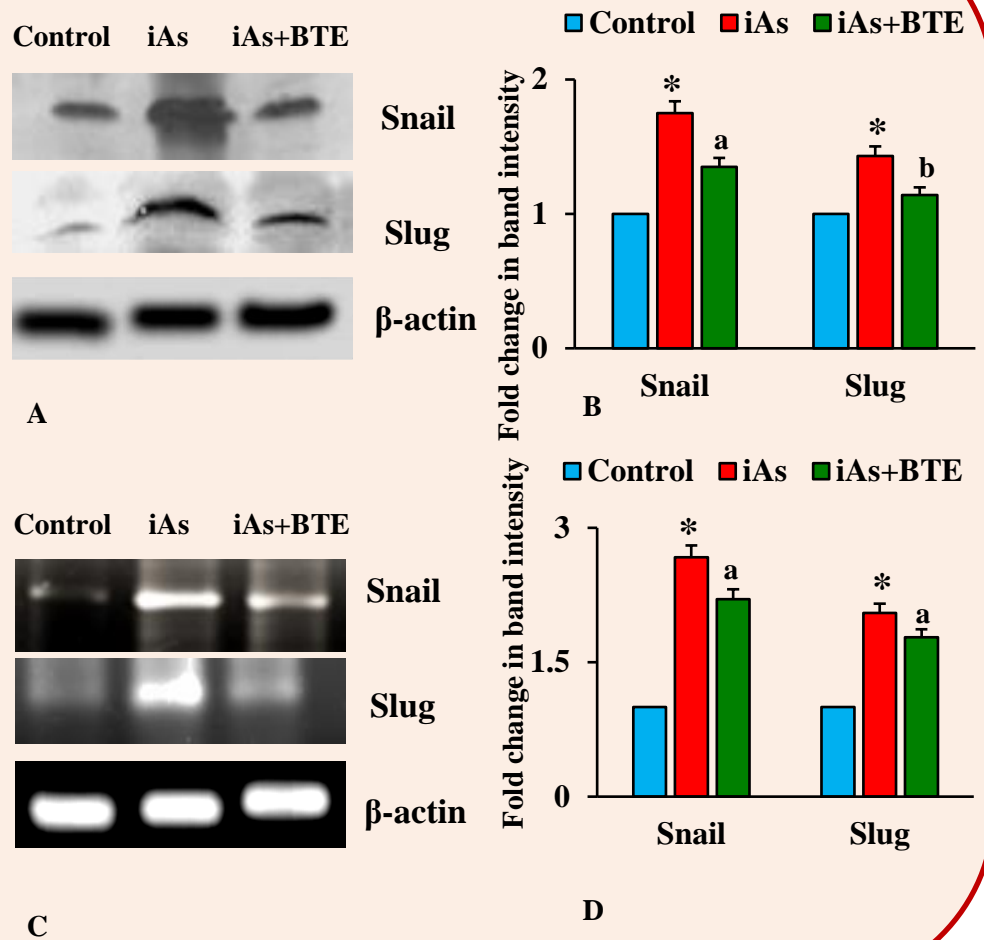 Control iAs iAs+BTE
Snail
Slug
β-actin
A
Control iAs iAs+BTE
Fold change in band intensity
2
1
0
*
a
*
b
Snail Slug
B
Control iAs iAs+BTE
Snail
Slug
β-actin
C
Control iAs iAs+BTE
Fold change in band intensity
3
1.5
0
*
a
*
a
Snail Slug
D